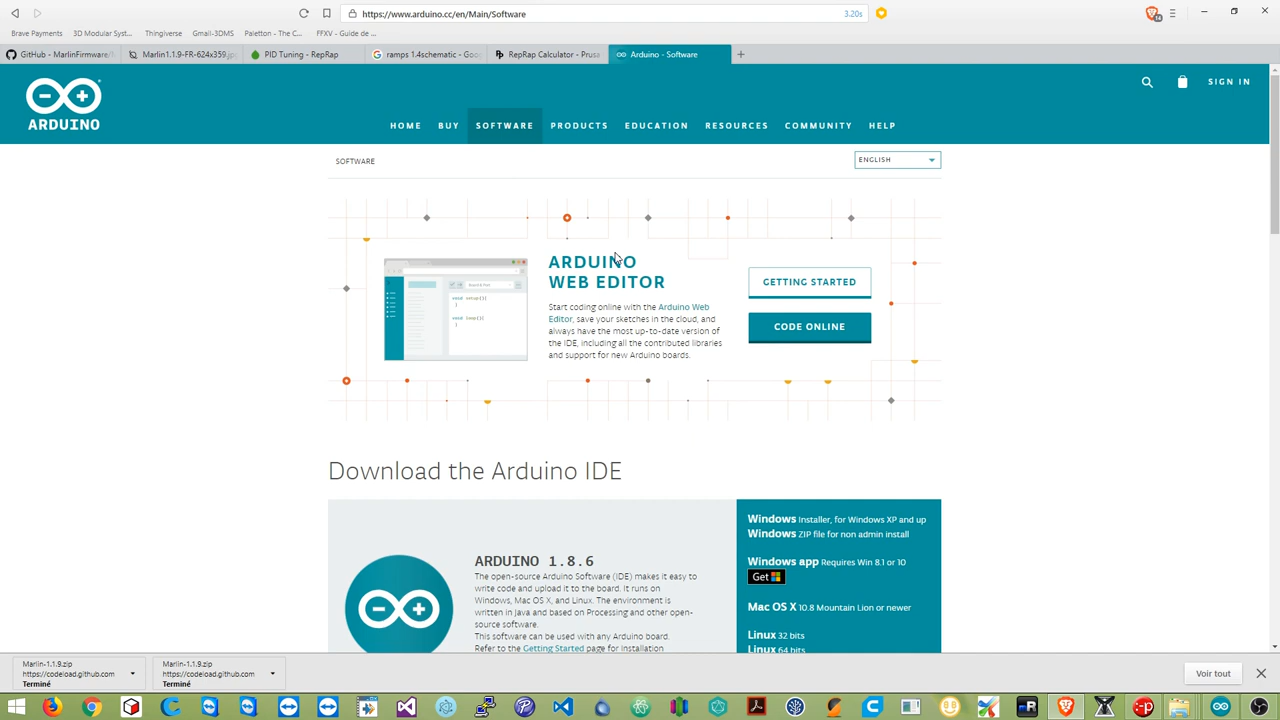 https://www.arduino.cc/en/Main/Software
3.20s
14
Brave Payments
3D Modular Syst...
Thingiverse
Gmail-3DMS
Paletton - The C...
FFXV - Guide de ...
GitHub - MarlinFirmware/M
Marlin1.1.9-FR-624x359.jpg
PID Tuning - RepRap
ramps 1.4schematic - Goo
RepRap Calculator - Prusa
Arduino - Software
ARDUINO
SIGN IN
HOME
BUY
SOFTWARE
PRODUCTS
EDUCATION
RESOURCES
COMMUNITY
HELP
SOFTWARE
ENGLISH
ARDUINO
WEB EDITOR
Start coding online with the Arduino Web
Editor, save your sketches in the cloud, and
always have the most up-to-date version of
the IDE, including all the contributed libraries
and support for new Arduino boards.
GETTING STARTED
CODE ONLINE
Download the Arduino IDE
ARDUINO 1.8.6
The open-source Arduino Software (IDE) makes it easy to
write code and upload it to the board. It runs on
Windows, Mac OS X, and Linux. The environment is
written in Java and based on Processing and other open-
source software.
This software can be used with any Arduino board.
Refer to the Getting Started page for Installation
Windows Installer, for Windows XP and up
Windows ZIP file for non admin install
Windows app Requires Win 8.1 or 10
Get
Mac OS X 10.8 Mountain Lion or newer
Linux 32 bits
Linux 64 bits
Marlin-1.1.9.zip
https://codeload.github.com
Terminé
Marlin-1.1.9.zip
https://codeload.github.com
Terminé
Voir tout